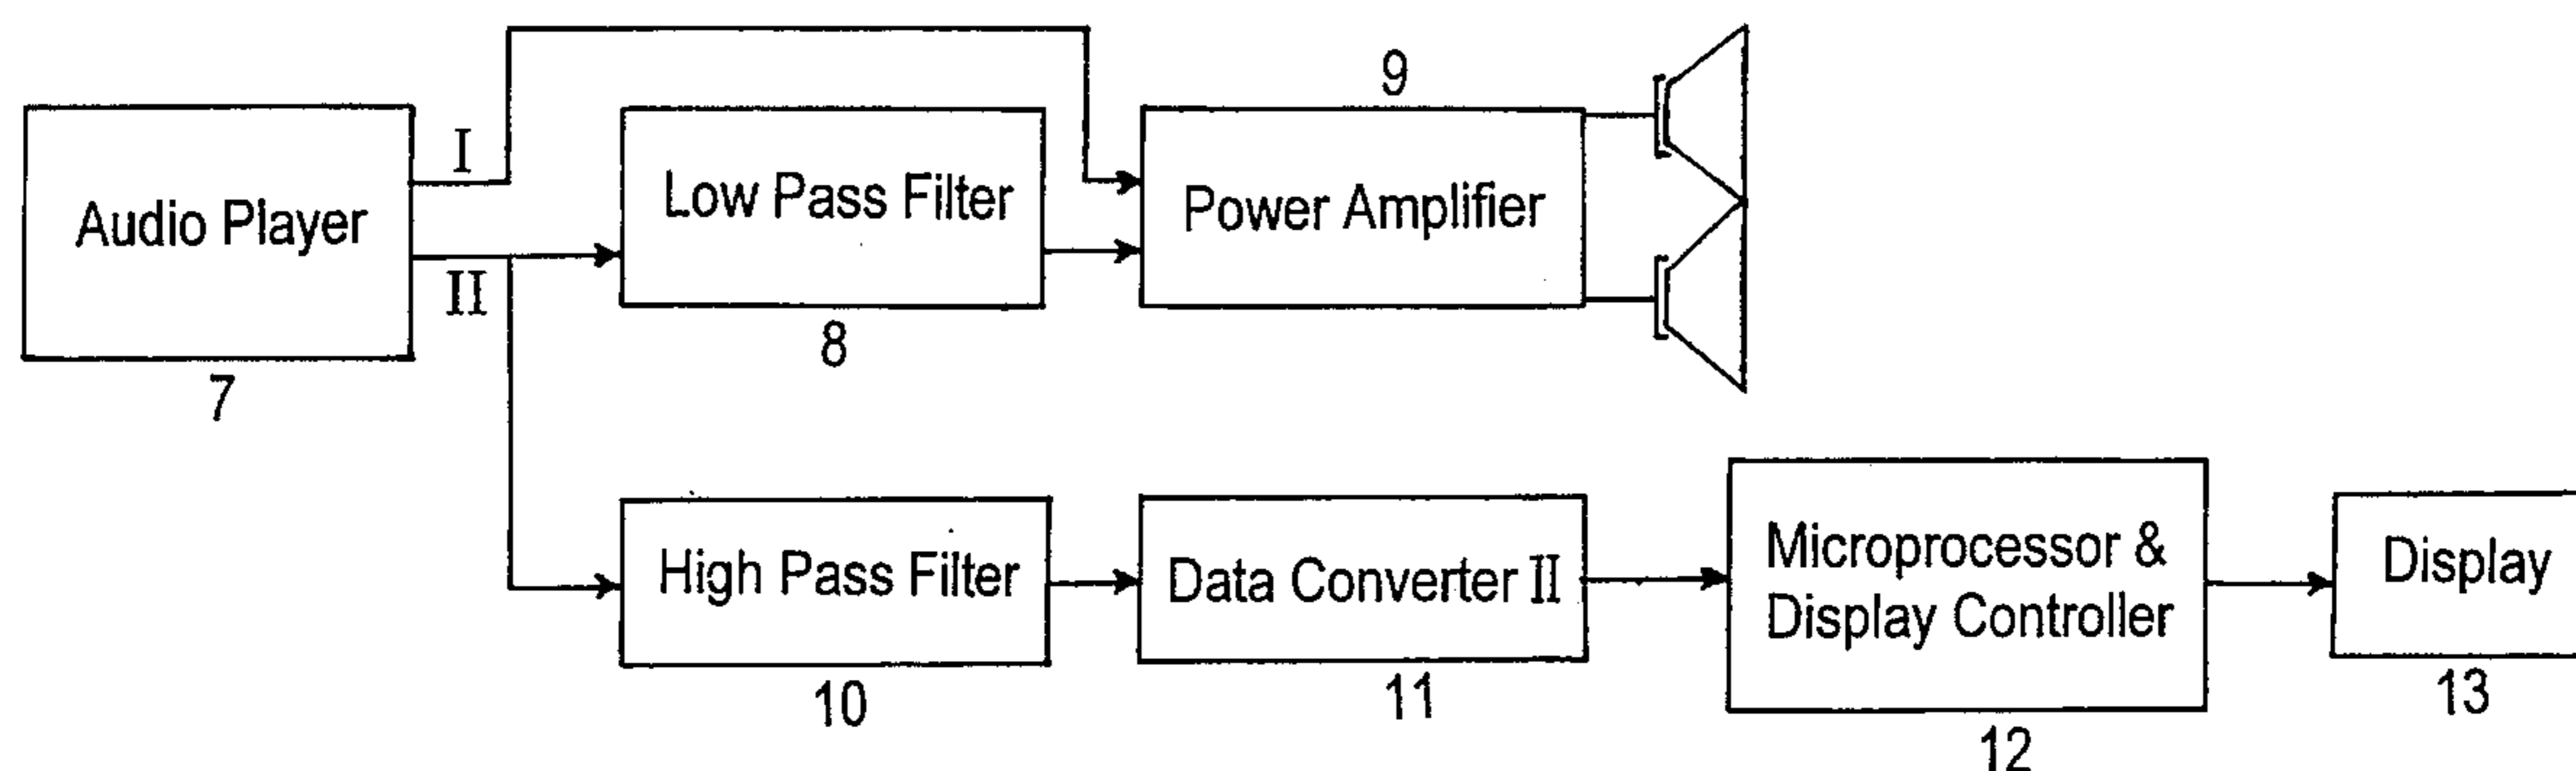 9
I
Audio Player
Low Pass Filter
Power Amplifier
II
8
7
High Pass Filter
Data Converter II
Microprocessor &
Display Controller
Display
10
11
12
13